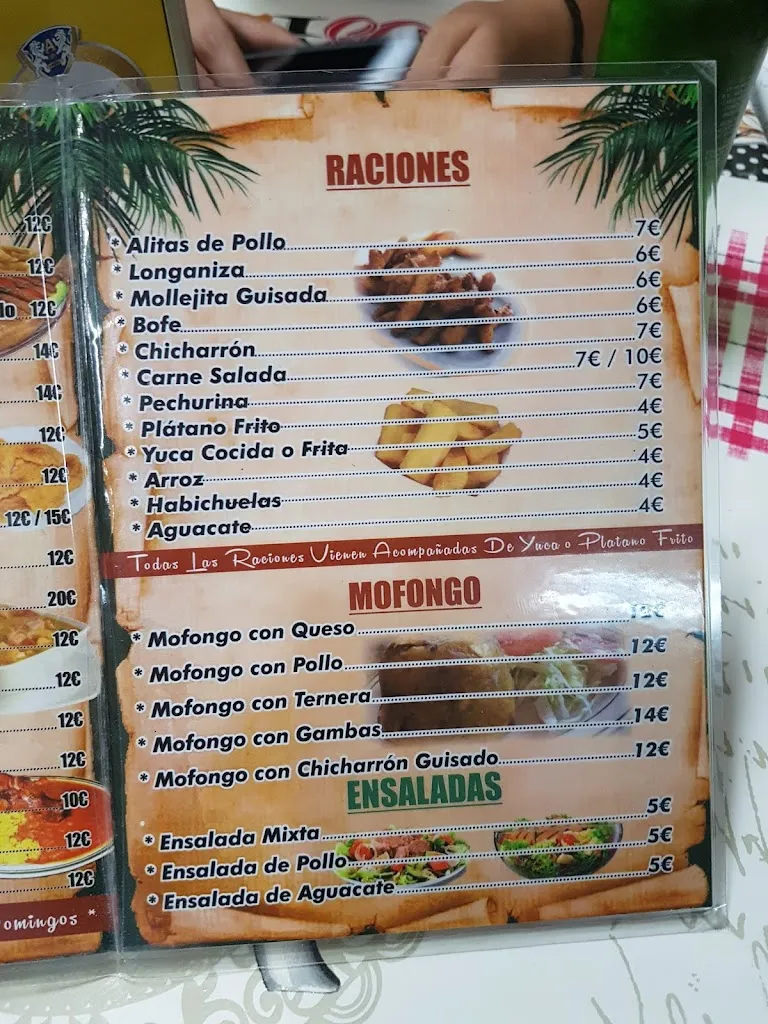 12€
12€
12€
14€
14€
12€
12€
12€ / 15€
12€
20€
12€
12€
12€
12€
10€
12€
12€
RACIONES
* Alitas de Pollo 7€
* Longaniza 6€
* Mollejita Guisada 6€
* Bofe 6€
* Chicharrón 7€
* Carne Salada 7€ / 10€
* Pechurina 7€
* Plátano Frito 4€
* Yuca Cocida o Frita 5€
* Arroz 4€
* Habichuelas 4€
* Aguacate 4€
Todas Las Raciones Vienen Acompañadas De Yuca o Platano Frito
MOFONGO
* Mofongo con Queso 12€
* Mofongo con Pollo 12€
* Mofongo con Ternera 12€
* Mofongo con Gambas 14€
* Mofongo con Chicharrón Guisado 12€
ENSALADAS
* Ensalada Mixta 5€
* Ensalada de Pollo 5€
* Ensalada de Aguacate 5€